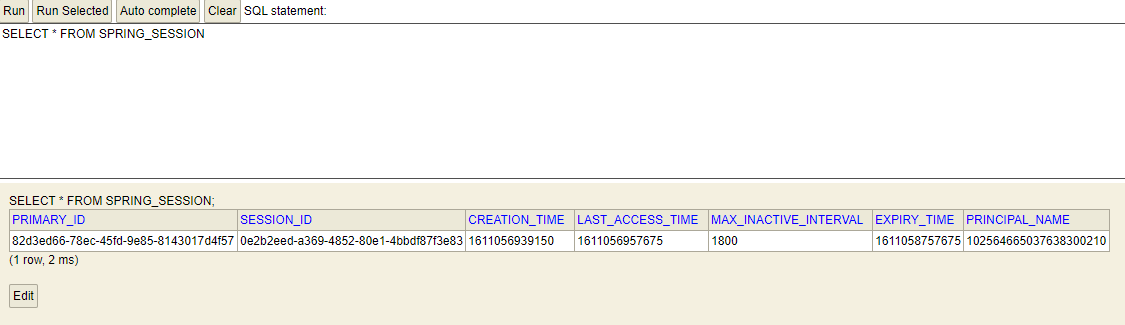 Run Run Selected Auto complete Clear SQL statement:
SELECT * FROM SPRING_SESSION
SELECT * FROM SPRING_SESSION;
PRIMARY_ID SESSION_ID CREATION_TIME LAST_ACCESS_TIME MAX_INACTIVE_INTERVAL EXPIRY_TIME PRINCIPAL_NAME
82d3ed66-78ec-45fd-9e85-8143017d4f57 0e2b2eed-a369-4852-80e1-4bbdf87f3e83 1611056939150 1611056957675 1800 1611058757675 102564665037638300210
(1 row, 2 ms)
Edit